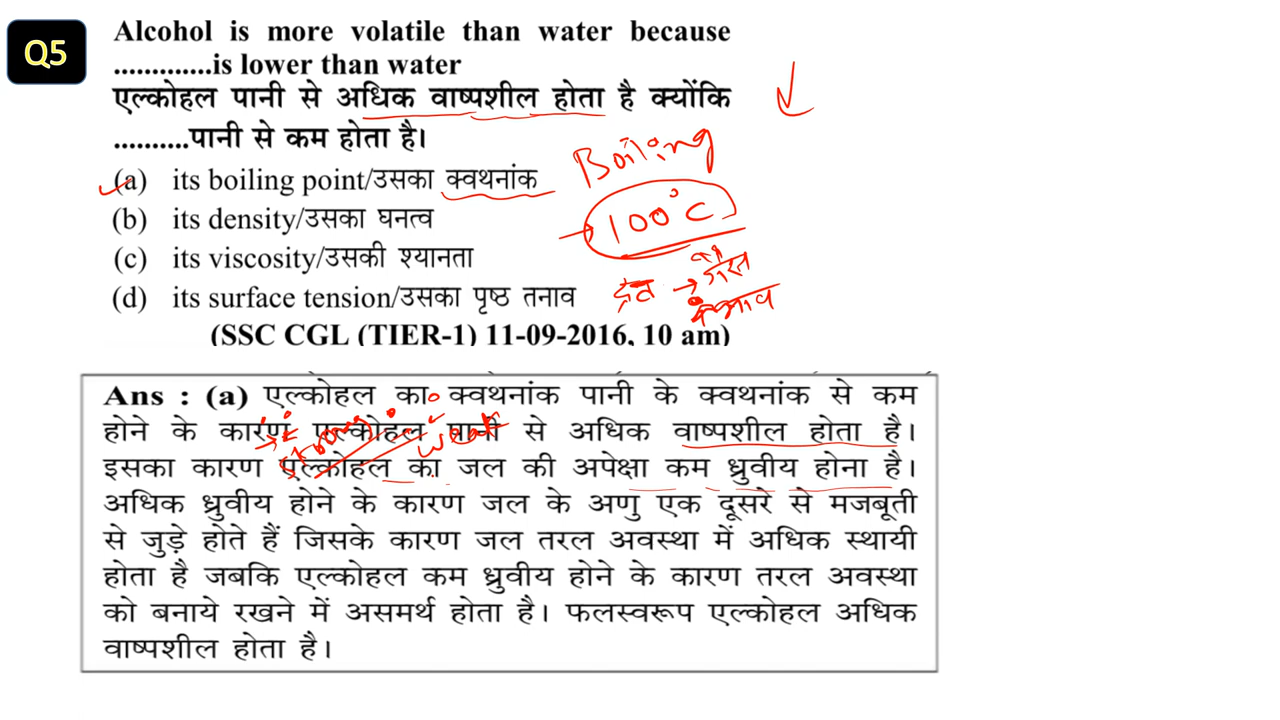 Q5
Alcohol is more volatile than water because
.............is lower than water
एल्कोहल पानी से अधिक वाष्पशील होता है क्योंकि
..........पानी से कम होता है।
(a) its boiling point/उसका क्वथनांक
(b) its density/उसका घनत्व
(c) its viscosity/उसकी श्यानता
(d) its surface tension/उसका पृष्ठ तनाव
(SSC CGL (TIER-1) 11-09-2016, 10 am)
Boiling
100°C
Ans : (a) एल्कोहल का क्वथनांक पानी के क्वथनांक से कम
होने के कारण एल्कोहल पानी से अधिक वाष्पशील होता है।
इसका कारण एल्कोहल का जल की अपेक्षा कम ध्रुवीय होना है।
अधिक ध्रुवीय होने के कारण जल के अणु एक दूसरे से मजबूती
से जुड़े होते हैं जिसके कारण जल तरल अवस्था में अधिक स्थायी
होता है जबकि एल्कोहल कम ध्रुवीय होने के कारण तरल अवस्था
को बनाये रखने में असमर्थ होता है। फलस्वरूप एल्कोहल अधिक
वाष्पशील होता है।
strong
weak